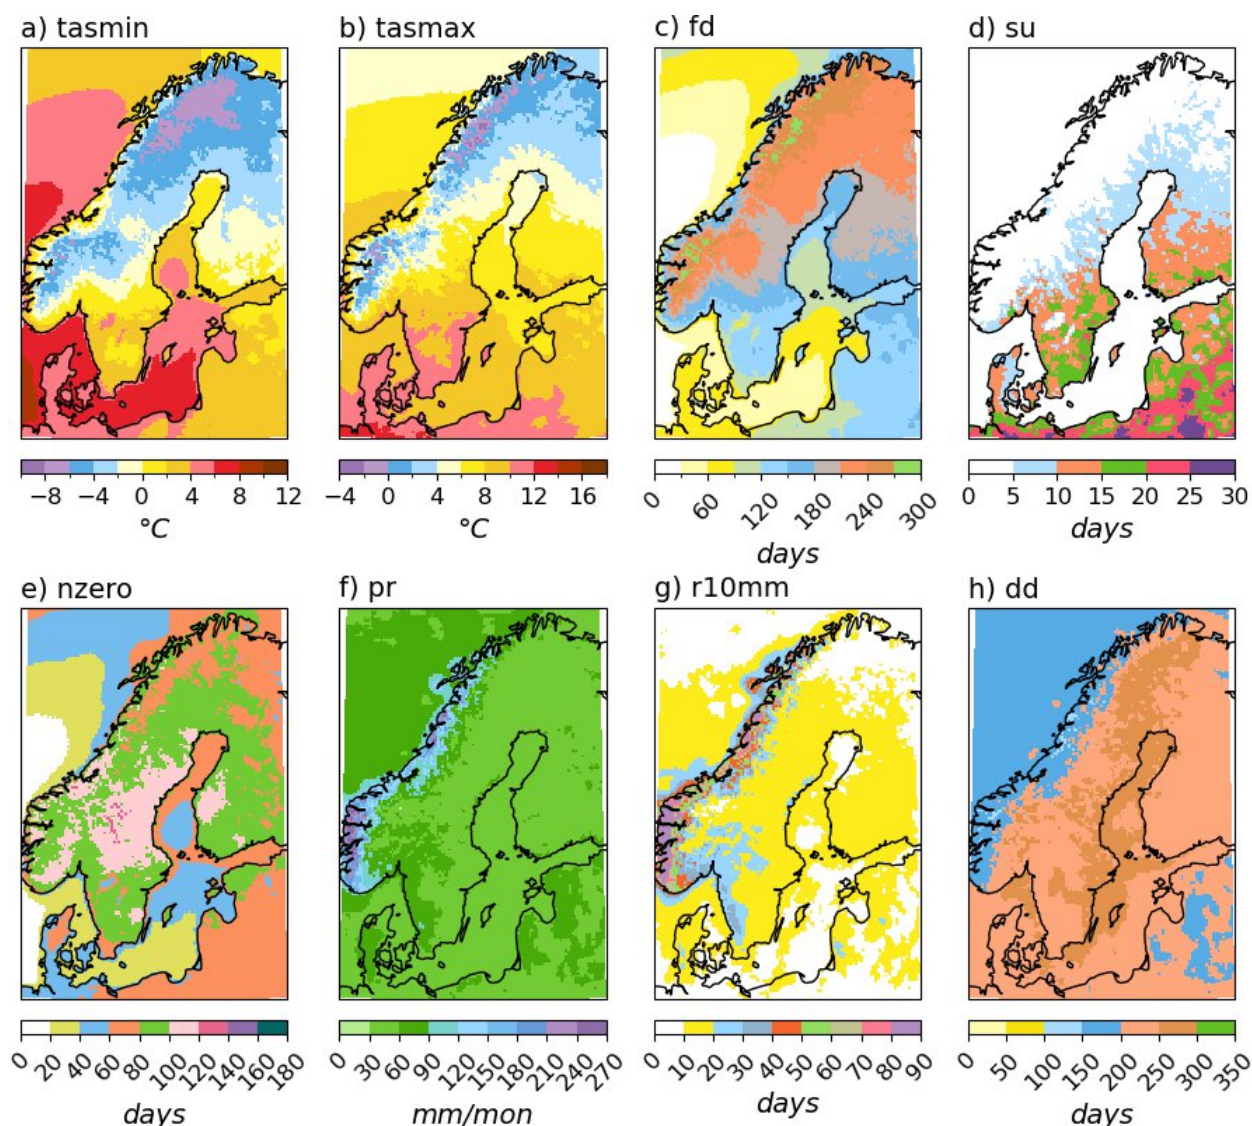 a) tasmin
b) tasmax
c) fd
d) su
−8 −4 0 4 8 12
°C
−4 0 4 8 12 16
°C
0 60 120 180 240 300
days
0 5 10 15 20 25 30
days
e) nzero
f) pr
g) r10mm
h) dd
0 20 40 60 80 100 120 140 160 180
days
0 30 60 90 120 150 180 210 240 270
mm/mon
0 10 20 30 40 50 60 70 80 90
days
0 50 100 150 200 250 300 350
days